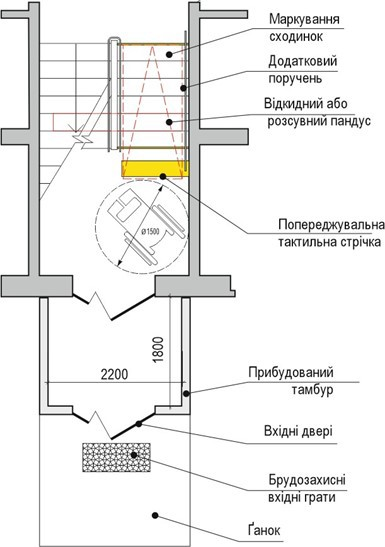 Маркування
сходинок
Додатковий
поручень
Відкидний або
розсувний пандус
Ø1500
Попереджувальна
тактильна стрічка
1800
2200
Прибудований
тамбур
Вхідні двері
Брудозахисні
вхідні грати
Ґанок